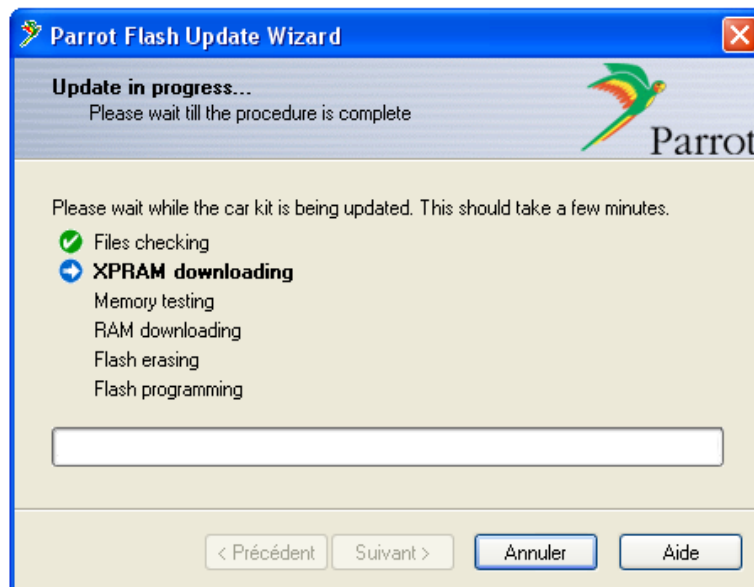 Parrot Flash Update Wizard
Update in progress...
Please wait till the procedure is complete
Parrot
Please wait while the car kit is being updated. This should take a few minutes.
Files checking
XPRAM downloading
Memory testing
RAM downloading
Flash erasing
Flash programming
< Précédent Suivant > Annuler Aide